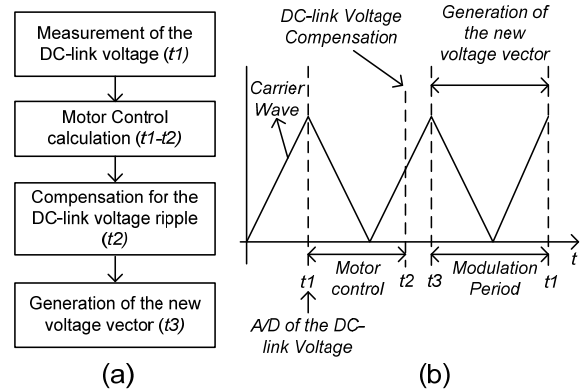 (a)
Measurement of the
DC-link voltage (t1)
Motor Control
calculation (t1-t2)
Compensation for the
DC-link voltage ripple
(t2)
Generation of the new
voltage vector (t3)
(a)
DC-link Voltage
Compensation
Generation of
the new
voltage vector
Carrier
Wave
t
t1
Motor
control
t2
t3
Modulation
Period
t1
A/D of the DC-
link Voltage
(b)